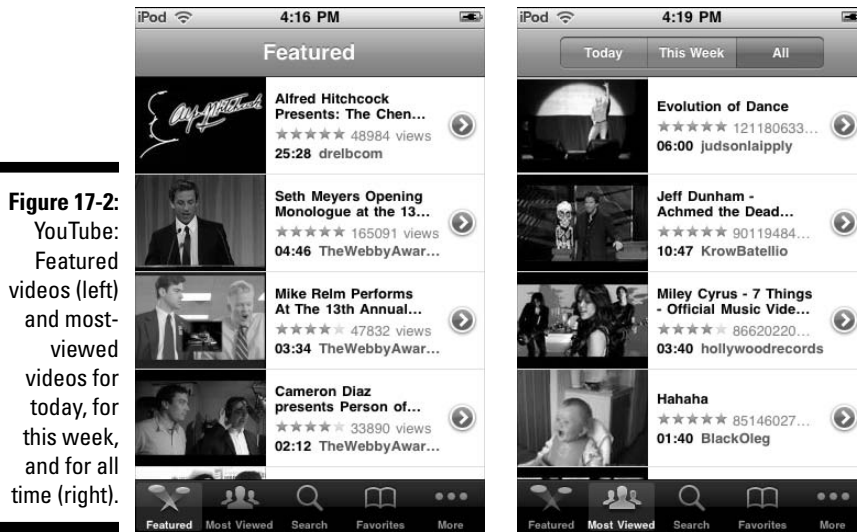 Figure 17-2:
YouTube:
Featured
videos (left)
and most-
viewed
videos for
today, for
this week,
and for all
time (right).
iPod 4:16 PM
Featured
Alfred Hitchcock
Presents: The Chen...
48984 views
25:28 drelbcom
Seth Meyers Opening
Monologue at the 13...
165091 views
04:46 TheWebbyAwar...
Mike Relm Performs
At The 13th Annual...
47832 views
03:34 TheWebbyAwar...
Cameron Diaz
presents Person of...
33890 views
02:12 TheWebbyAwar...
Featured Most Viewed Search Favorites More
iPod 4:19 PM
Today This Week All
Evolution of Dance
121180633...
06:00 judsonlaipply
Jeff Dunham -
Achmed the Dead...
90119484...
10:47 KrowBatellio
Miley Cyrus - 7 Things
- Official Music Vide...
86620220...
03:40 hollywoodrecords
Hahaha
85146027...
01:40 BlackOleg
Featured Most Viewed Search Favorites More